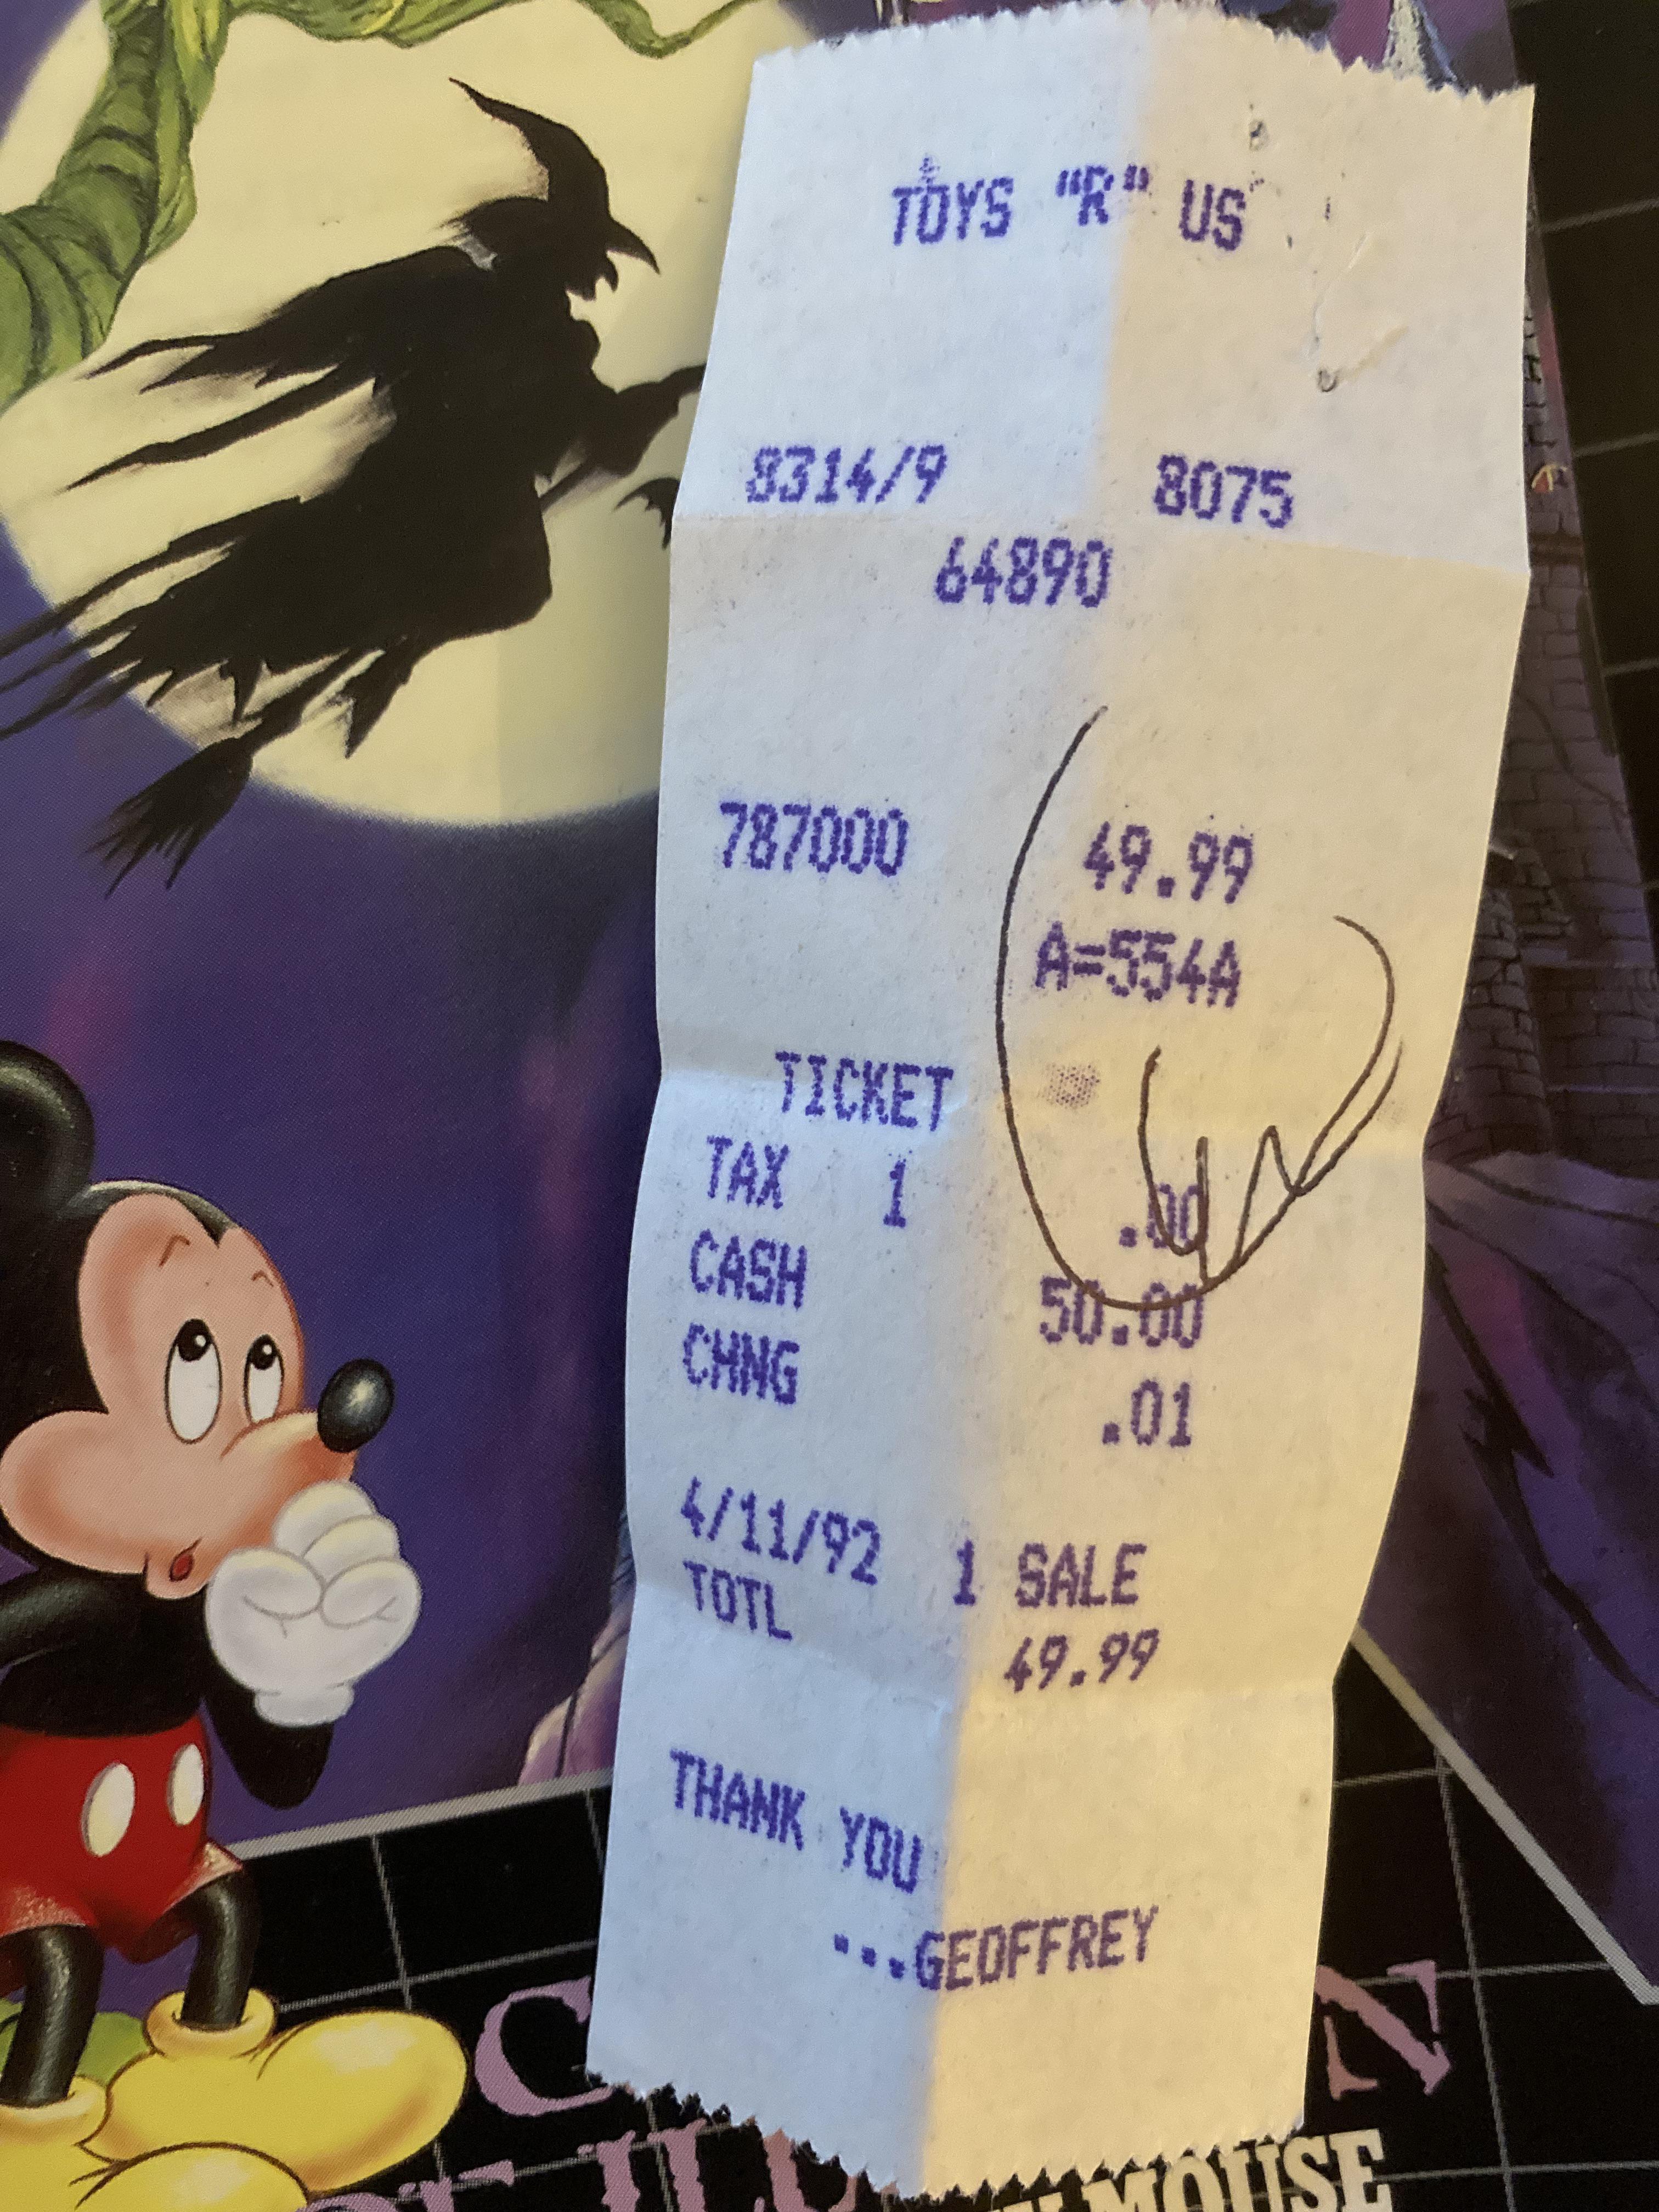 TOYS "R" US
8314/9 8075
64890
787000 49.99
A=554A
TICKET
TAX 1 .00
CASH 50.00
CHNG .01
4/11/92 1 SALE
TOTL 49.99
THANK YOU
...GEOFFREY
MOUSE